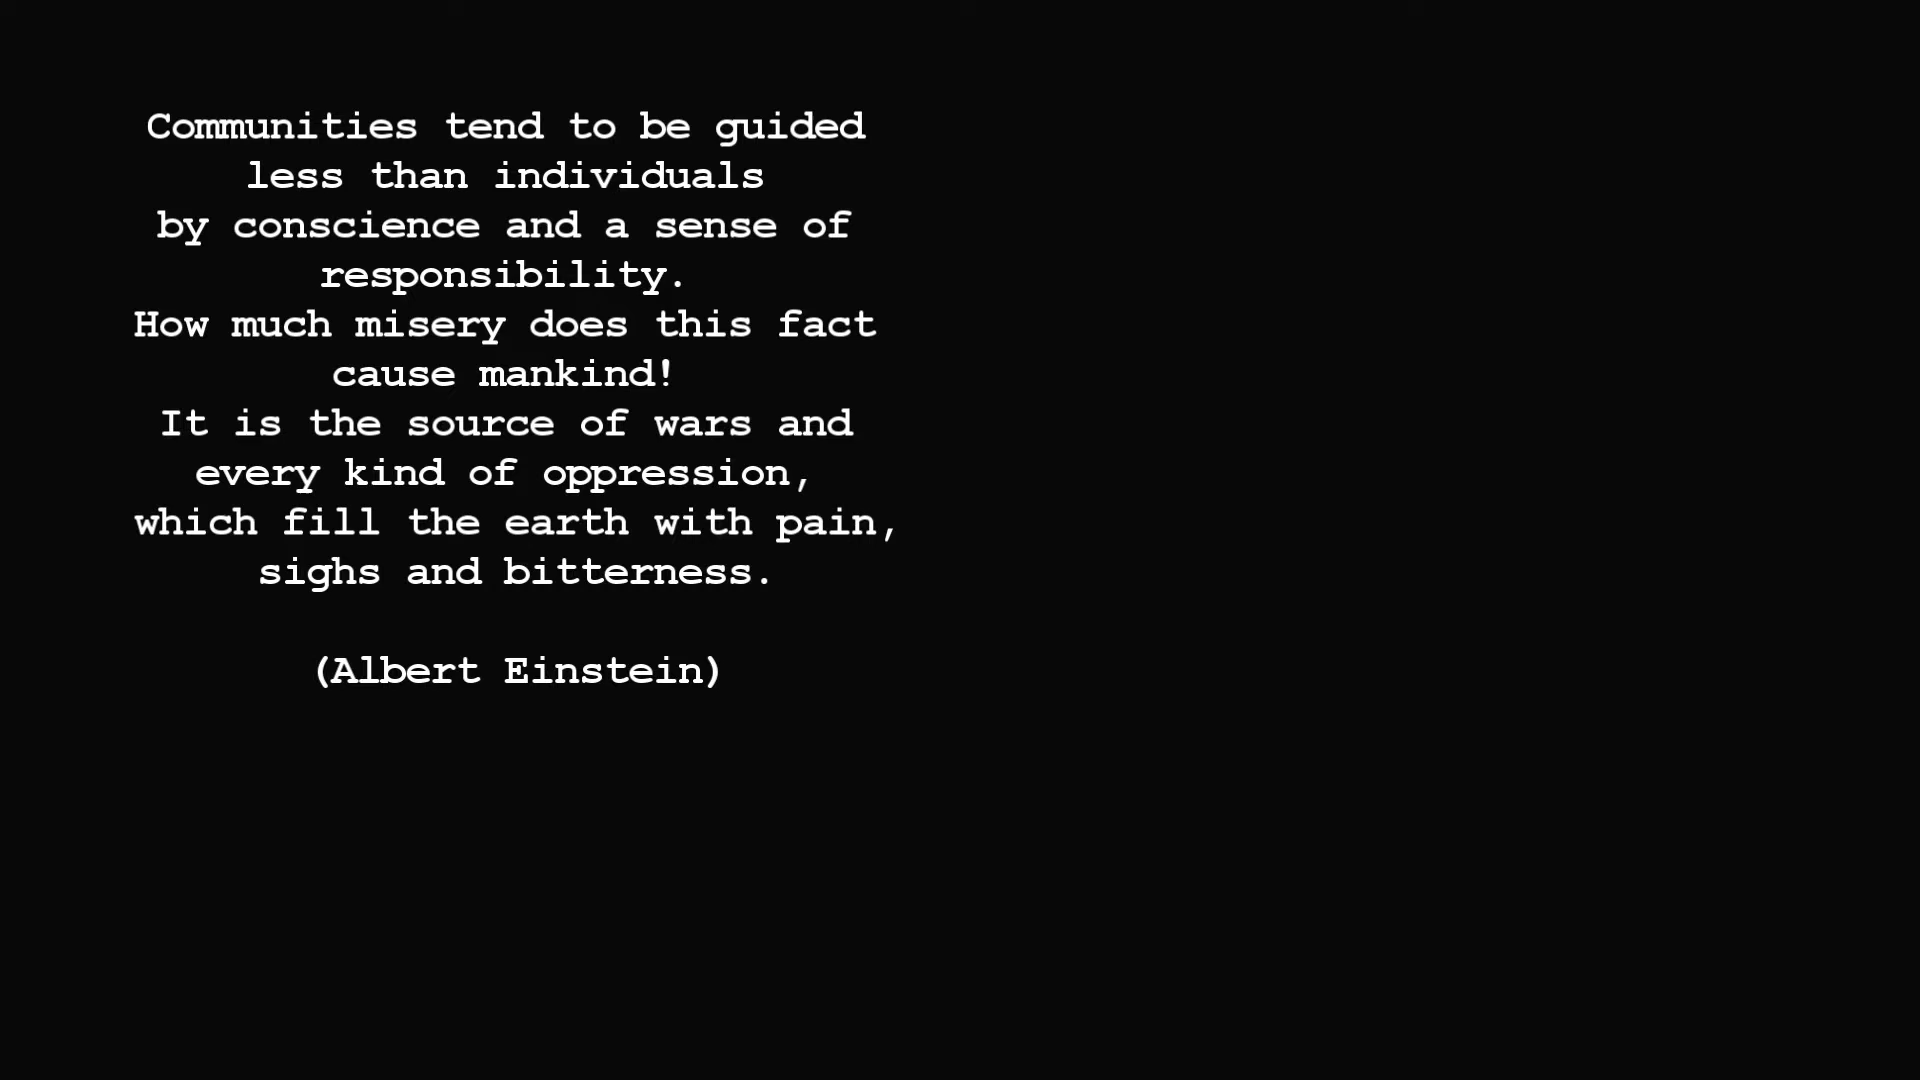 Communities tend to be guided
less than individuals
by conscience and a sense of
responsibility.
How much misery does this fact
cause mankind!
It is the source of wars and
every kind of oppression,
which fill the earth with pain,
sighs and bitterness.
(Albert Einstein)